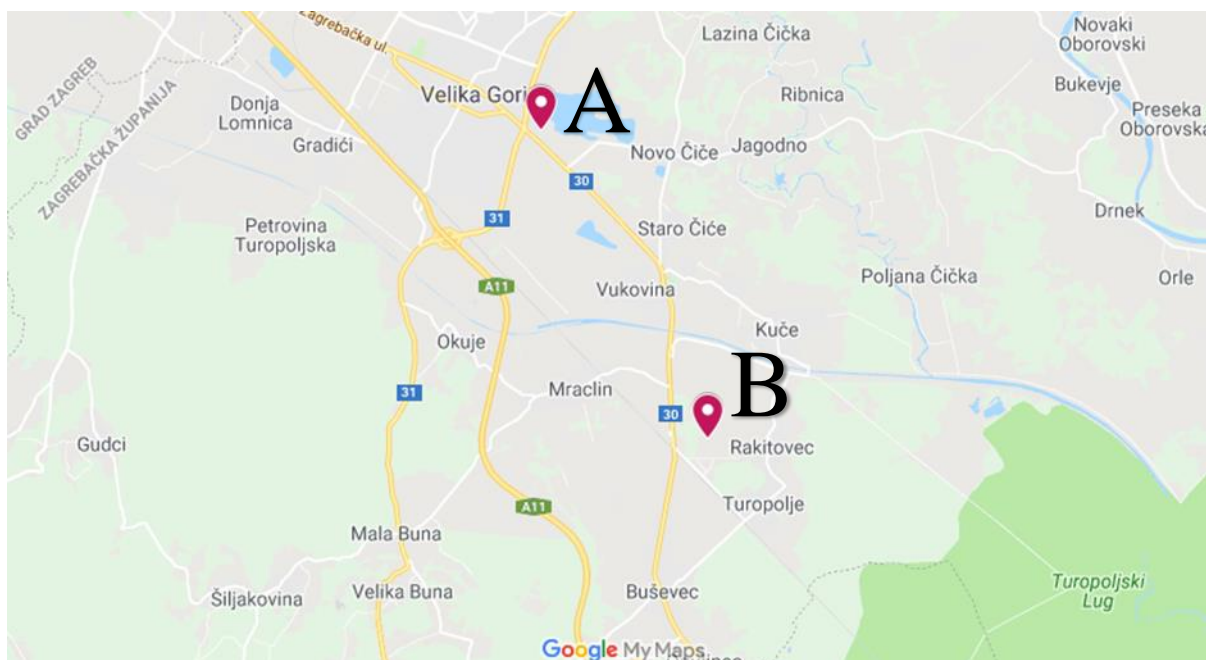 Zagrebačka ul.
Lazina Čička
Novaki
Oborovski
GRAD ZAGREB
ZAGREBAČKA ŽUPANIJA
Velika Gori
A
Ribnica
Bukevje
Donja
Lomnica
Gradići
Preseka
Oborovska
Novo Čiče
Jagodno
30
31
Staro Čiće
Drnek
Petrovina
Turopoljska
Vukovina
Poljana Čička
Orle
A11
Kuče
Okuje
B
Mraclin
31
30
Gudci
Rakitovec
A11
Turopolje
Mala Buna
Velika Buna
Buševec
Šiljakovina
Turopoljski
Lug
Google My Maps